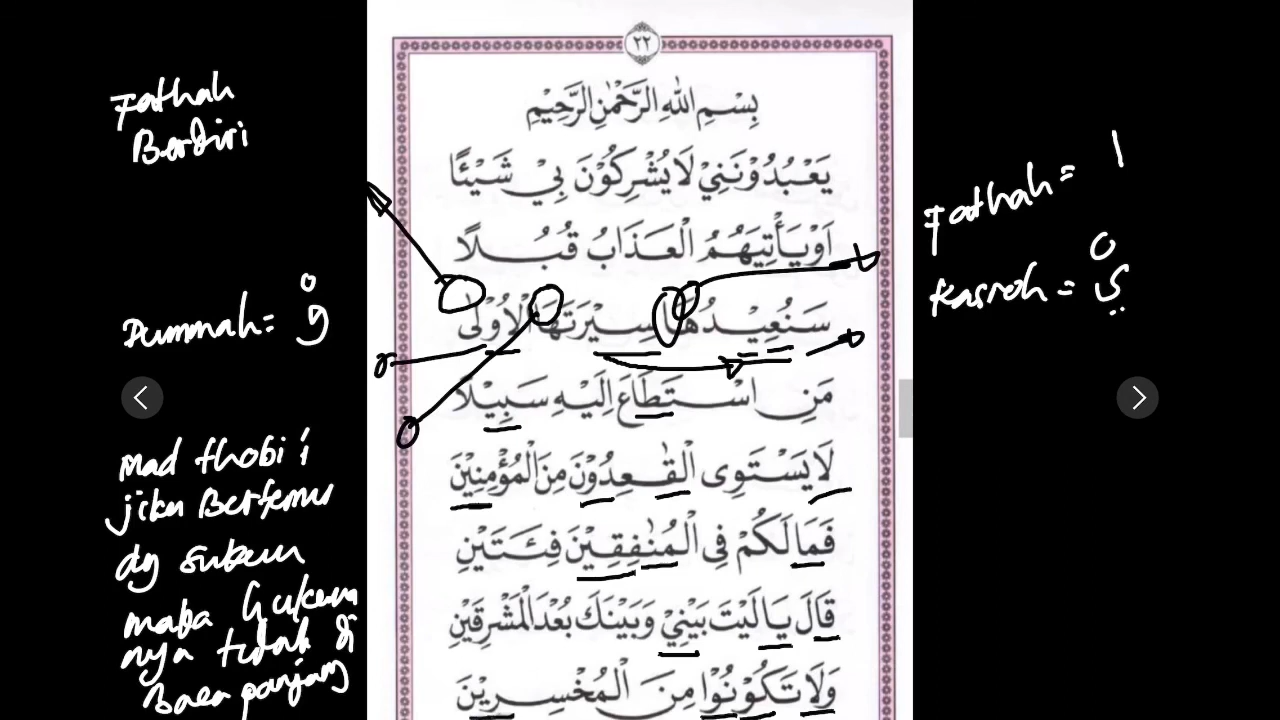 ٢٢
بِسْمِ اللّٰهِ الرَّحْمٰنِ الرَّحِيْمِ
يَعْبُدُوْنَنِيْ لَا يُشْرِكُوْنَ بِيْ شَيْئًا
اَوْ يَأْتِيَهُمُ الْعَذَابُ قُبُلًا
سَنُعِيْدُهَا سِيْرَتَهَا الْاُوْلٰى
مَنِ اسْتَطَاعَ اِلَيْهِ سَبِيْلًا
لَا يَسْتَوِى الْقٰعِدُوْنَ مِنَ الْمُؤْمِنِيْنَ
فَمَا لَكُمْ فِى الْمُنٰفِقِيْنَ فِئَتَيْنِ
قَالَ يَا لَيْتَ بَيْنِيْ وَبَيْنَكَ بُعْدَ الْمَشْرِقَيْنِ
وَلَا تَكُوْنُوْا مِنَ الْمُخْسِرِيْنَ
Fathah
Berdiri
Dummah = وْ
mad thobi'i
jika Bertemu
dg sukun
maka hukum
nya tidak di
Baca panjang
Fathah = ا
Kasroh = يْ